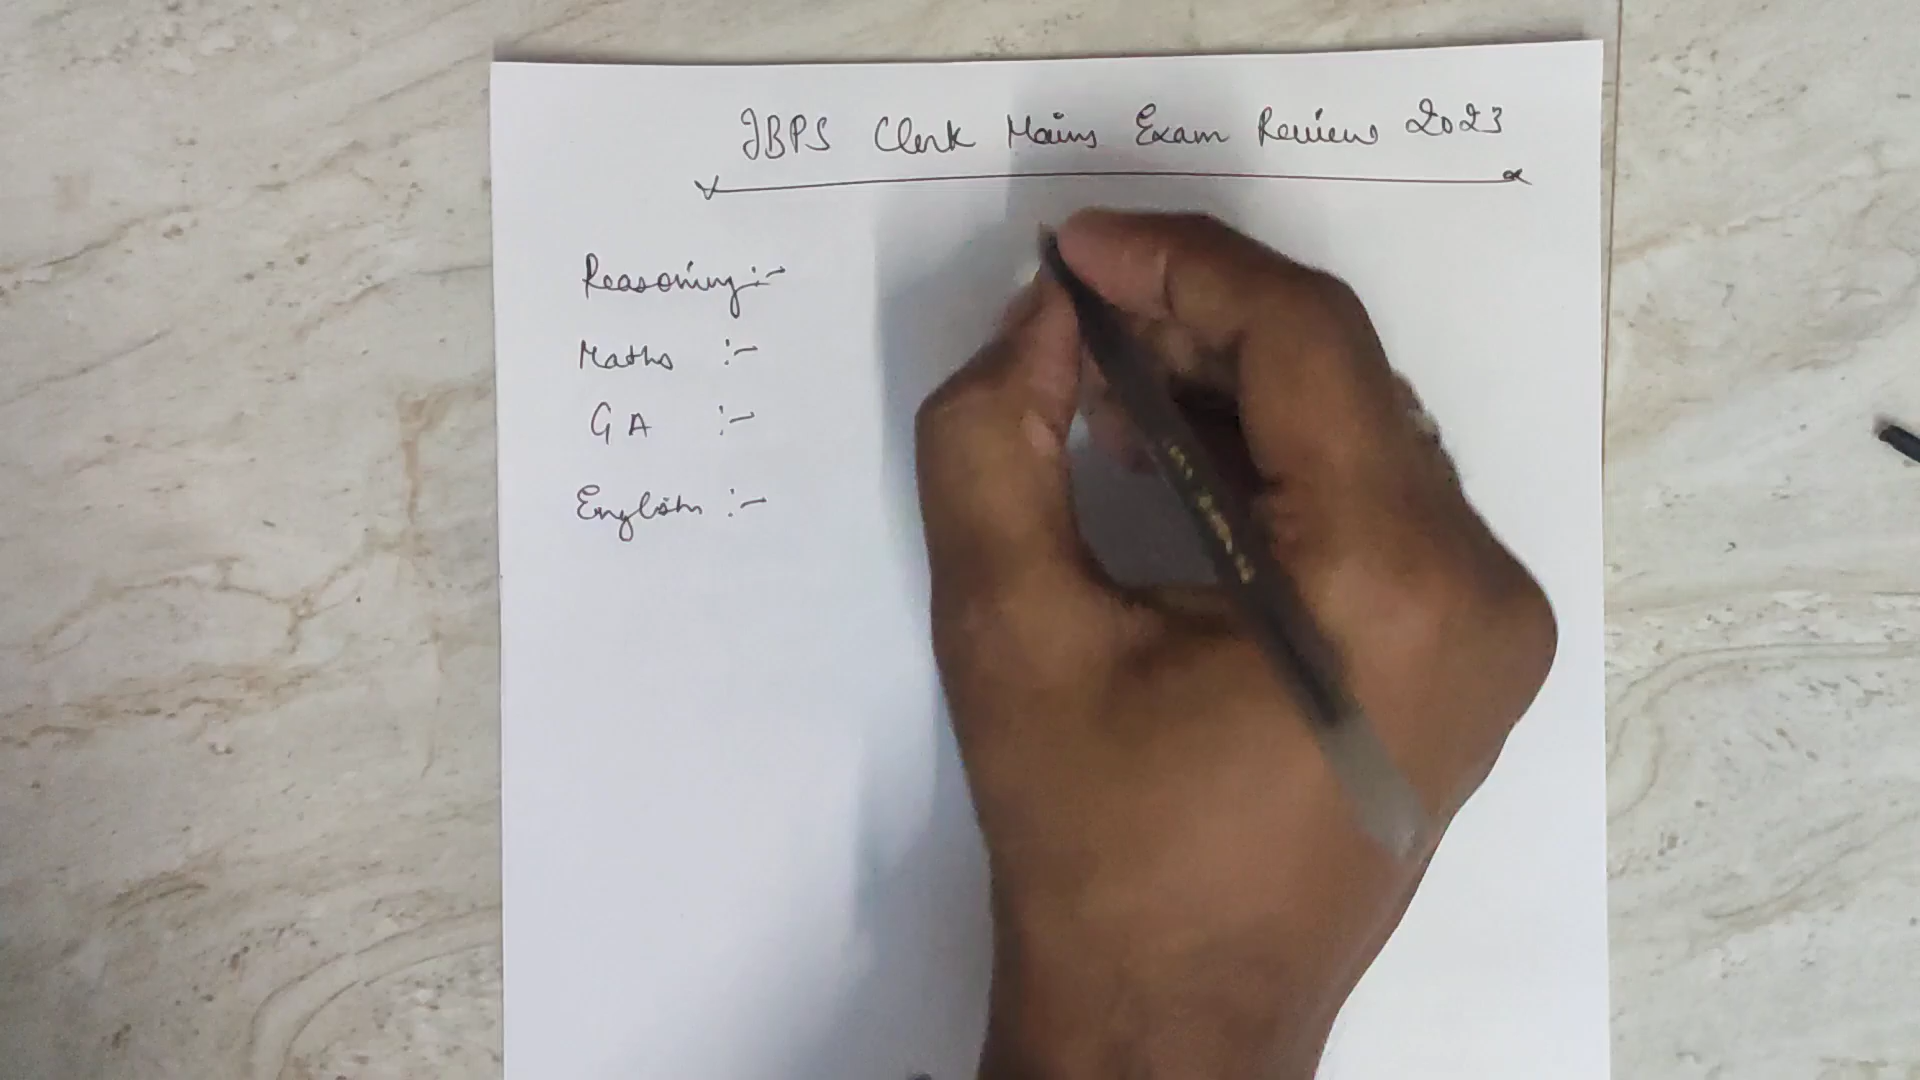 IBPS Clerk Mains Exam Review 2023
Reasoning :-
Maths :-
GA :-
English :-